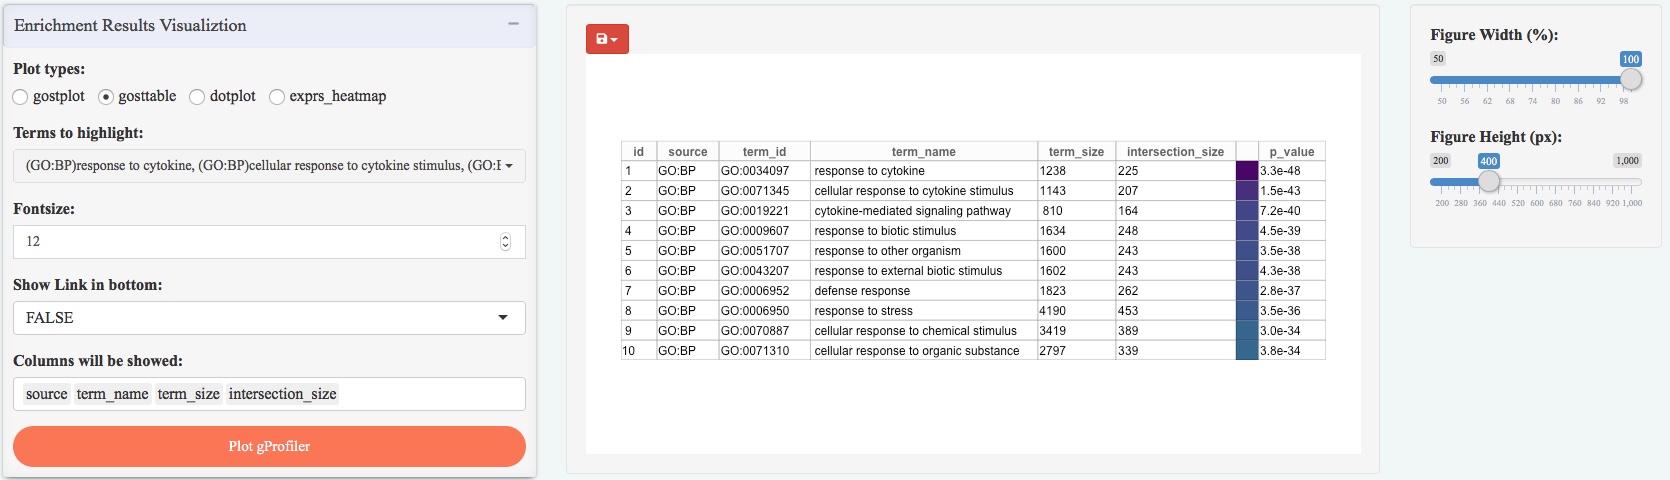 Enrichment Results Visualiztion
Plot types:
gostplot gosttable dotplot exprs_heatmap
Terms to highlight:
(GO:BP)response to cytokine, (GO:BP)cellular response to cytokine stimulus, (GO:
Fontsize:
12
Show Link in bottom:
FALSE
Columns will be showed:
source term_name term_size intersection_size
Plot gProfiler
id source term_id term_name term_size intersection_size p_value
1 GO:BP GO:0034097 response to cytokine 1238 225 3.3e-48
2 GO:BP GO:0071345 cellular response to cytokine stimulus 1143 207 1.5e-43
3 GO:BP GO:0019221 cytokine-mediated signaling pathway 810 164 7.2e-40
4 GO:BP GO:0009607 response to biotic stimulus 1634 248 4.5e-39
5 GO:BP GO:0051707 response to other organism 1600 243 3.5e-38
6 GO:BP GO:0043207 response to external biotic stimulus 1602 243 4.3e-38
7 GO:BP GO:0006952 defense response 1823 262 2.8e-37
8 GO:BP GO:0006950 response to stress 4190 453 3.5e-36
9 GO:BP GO:0070887 cellular response to chemical stimulus 3419 389 3.0e-34
10 GO:BP GO:0071310 cellular response to organic substance 2797 339 3.8e-34
Figure Width (%):
50 100
50 56 62 68 74 80 86 92 98
Figure Height (px):
200 400 1,000
200 280 360 440 520 600 680 760 840 920 1,000